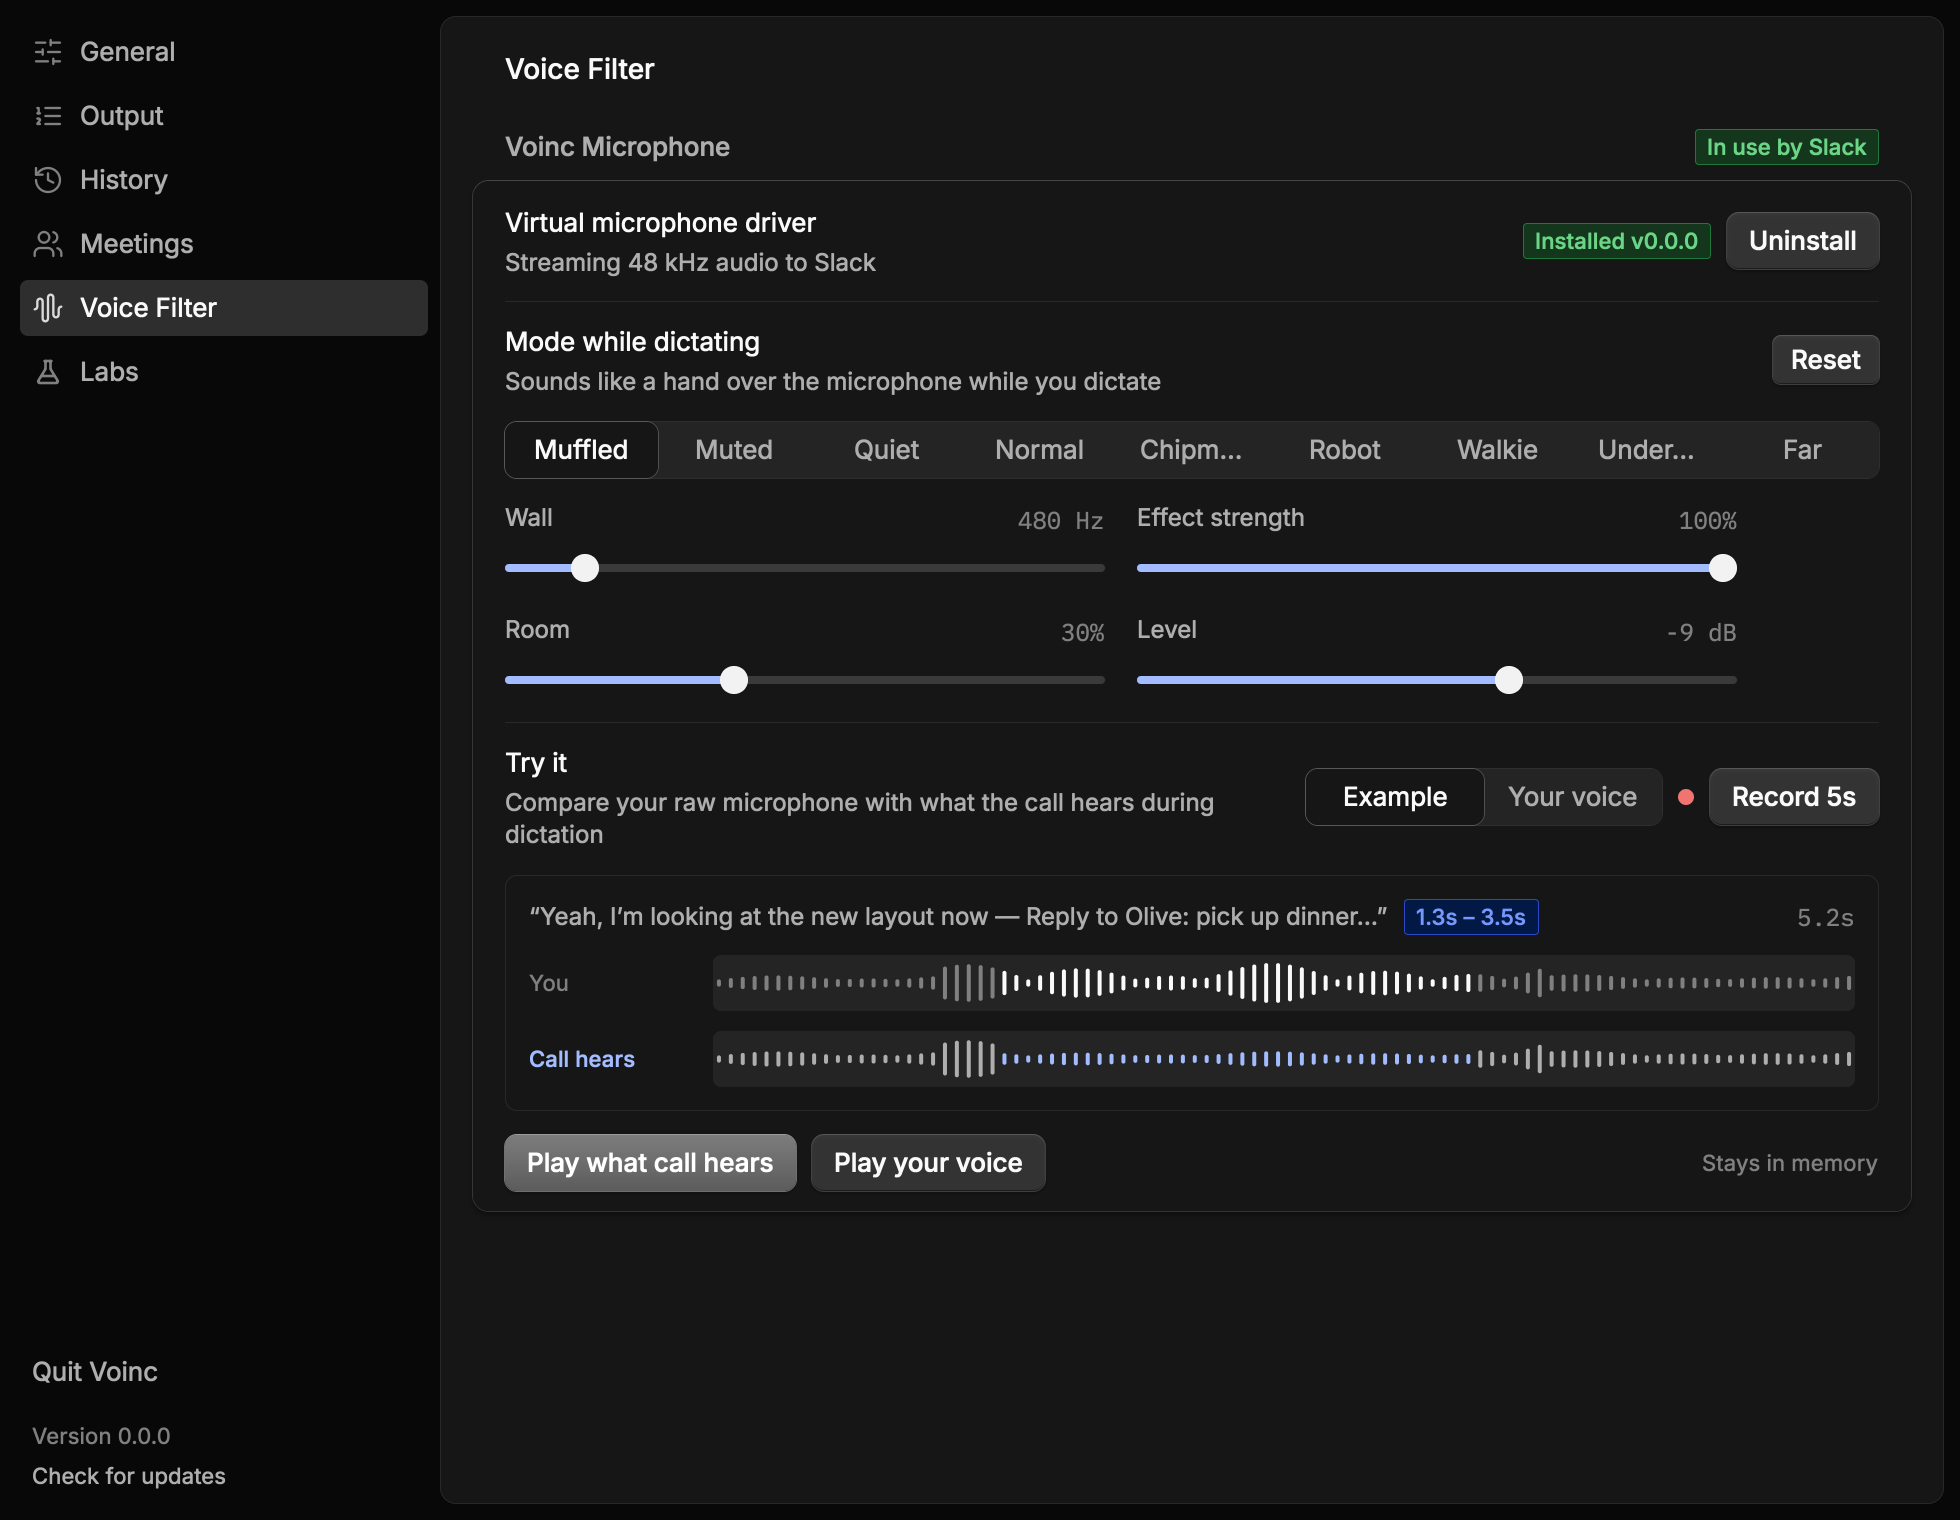 General
Output
History
Meetings
Voice Filter
Labs
Quit Voinc
Version 0.0.0
Check for updates
Voice Filter
Voinc Microphone
In use by Slack
Virtual microphone driver
Streaming 48 kHz audio to Slack
Installed v0.0.0
Uninstall
Mode while dictating
Sounds like a hand over the microphone while you dictate
Reset
Muffled Muted Quiet Normal Chipm... Robot Walkie Under... Far
Wall 480 Hz
Effect strength 100%
Room 30%
Level -9 dB
Try it
Compare your raw microphone with what the call hears during
dictation
Example Your voice
Record 5s
“Yeah, I’m looking at the new layout now — Reply to Olive: pick up dinner...” 1.3s – 3.5s 5.2s
You
Call hears
Play what call hears
Play your voice
Stays in memory